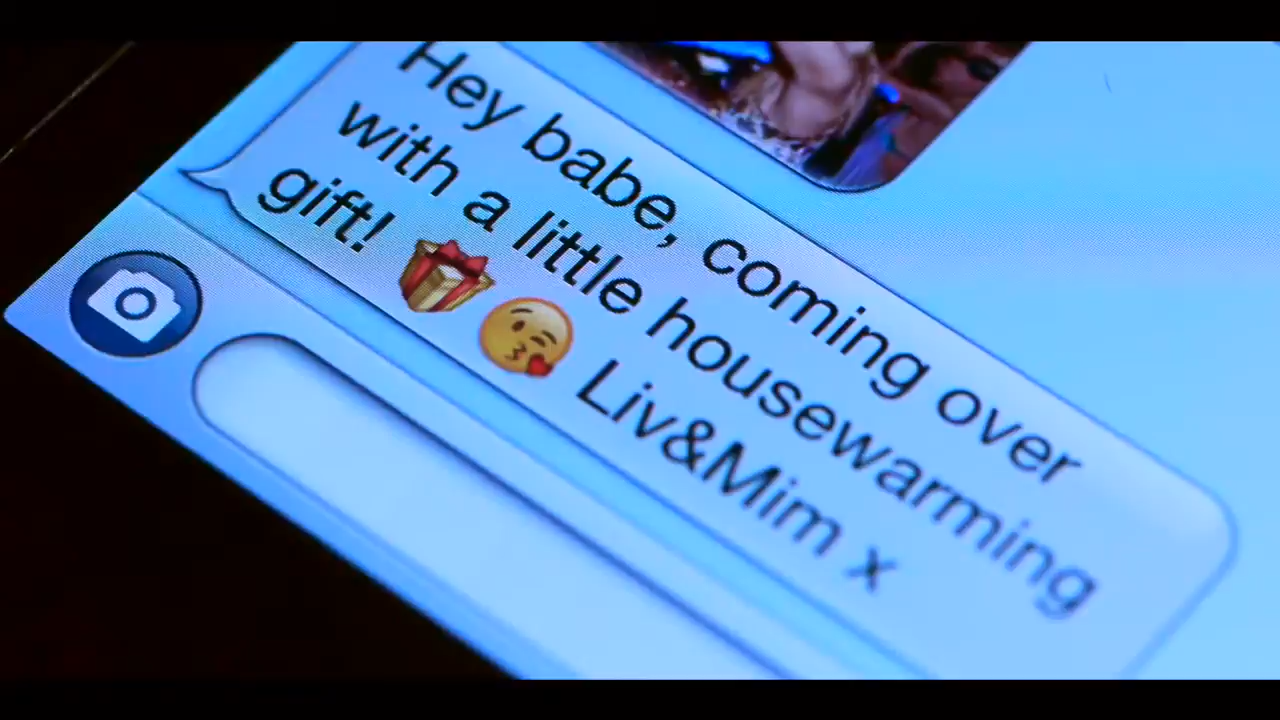 Hey babe, coming over
with a little housewarming
gift! 🎁 😘 Liv&Mim x